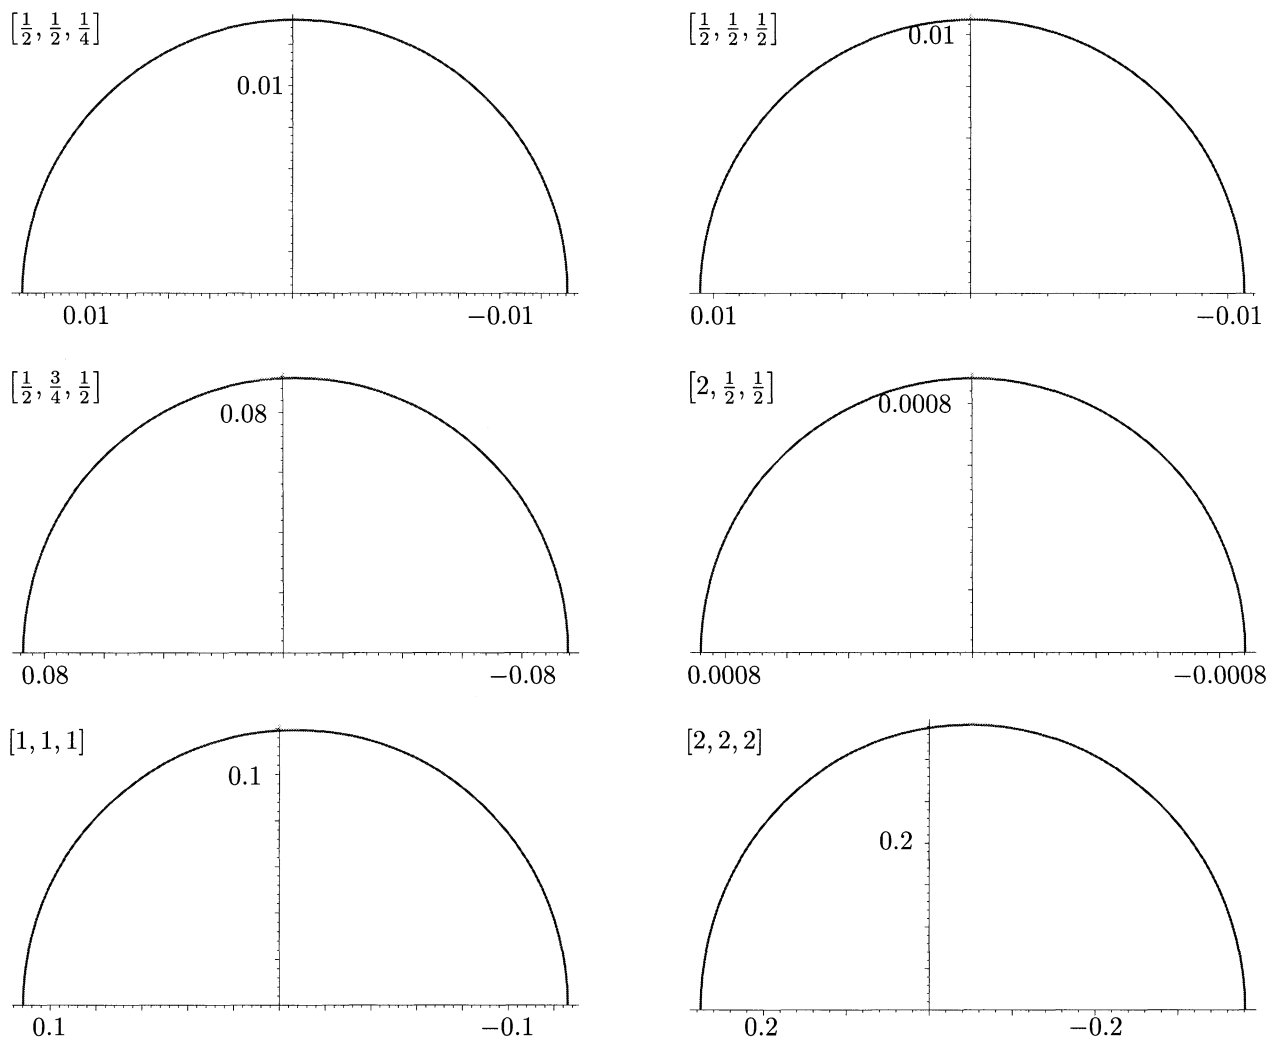 [1/2, 1/2, 1/4]
0.01
0.01 −0.01
[1/2, 1/2, 1/2]
0.01
0.01 −0.01
[1/2, 3/4, 1/2]
0.08
0.08 −0.08
[2, 1/2, 1/2]
0.0008
0.0008 −0.0008
[1, 1, 1]
0.1
0.1 −0.1
[2, 2, 2]
0.2
0.2 −0.2